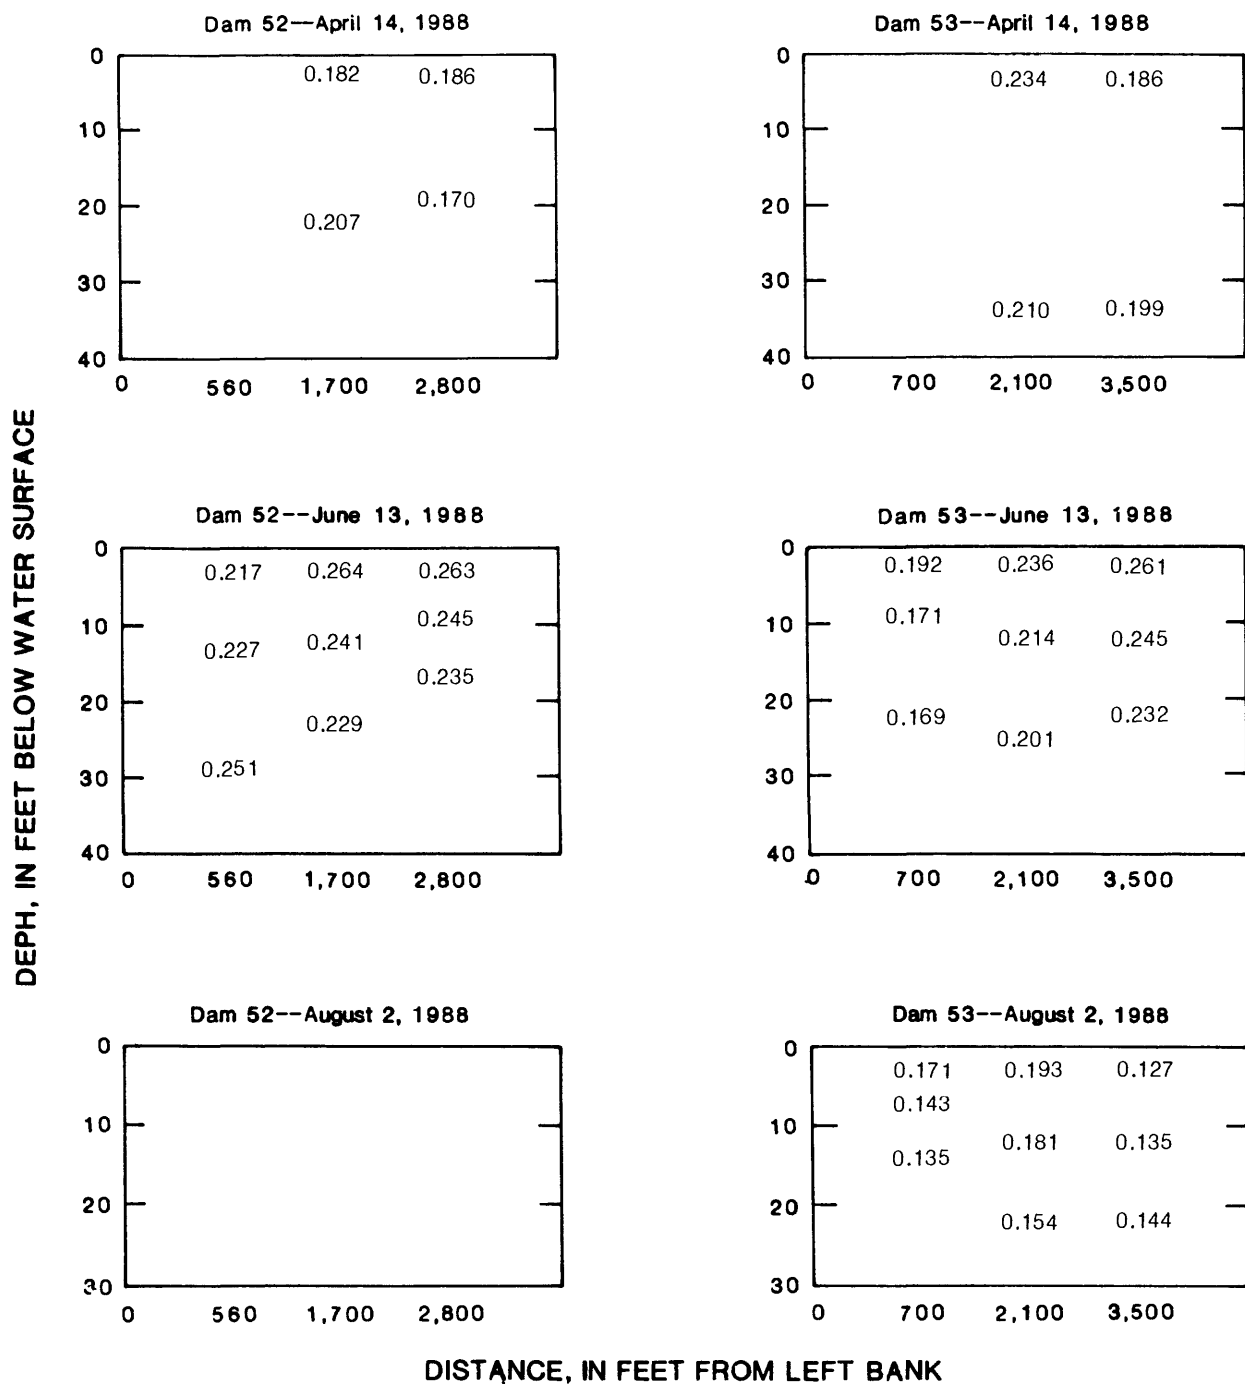 Dam 52--April 14, 1988
0
10
20
30
40
0.182 0.186
0.170
0.207
0 560 1,700 2,800
Dam 53--April 14, 1988
0
10
20
30
40
0.234 0.186
0.210 0.199
0 700 2,100 3,500
DEPH, IN FEET BELOW WATER SURFACE
Dam 52--June 13, 1988
0
10
20
30
40
0.217 0.264 0.263
0.245
0.227 0.241
0.235
0.229
0.251
0 560 1,700 2,800
Dam 53--June 13, 1988
0
10
20
30
40
0.192 0.236 0.261
0.171
0.214 0.245
0.169 0.232
0.201
0 700 2,100 3,500
Dam 52--August 2, 1988
0
10
20
30
0 560 1,700 2,800
Dam 53--August 2, 1988
0
10
20
30
0.171 0.193 0.127
0.143
0.181 0.135
0.135
0.154 0.144
0 700 2,100 3,500
DISTANCE, IN FEET FROM LEFT BANK